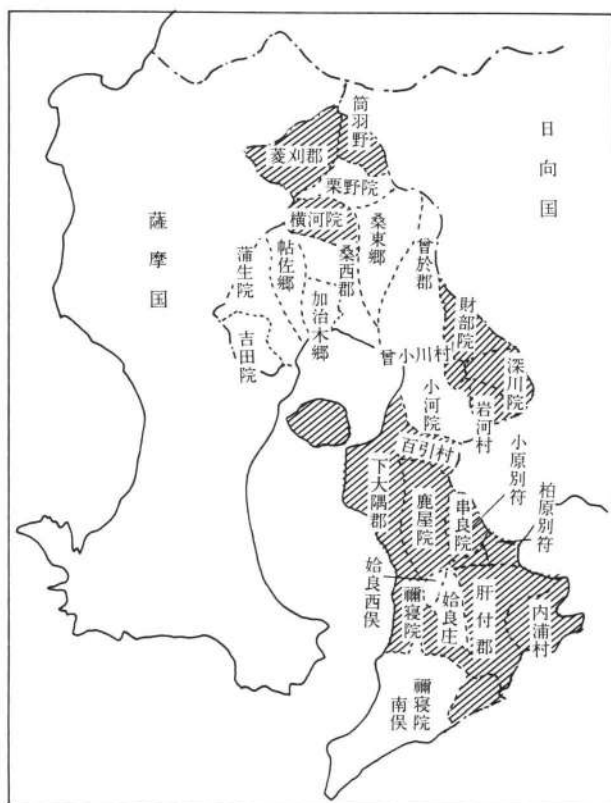 日向国
薩摩国
筒羽野
菱刈郡
栗野院
横河院
桑東郷
桑西郡
曾於郡
帖佐郷
蒲生院
加治木郷
吉田院
財部院
深川院
曾小川村
小河院
岩河村
百引村
小原別符
柏原別符
下大隅郡
鹿屋院
串良院
姶良西俣
禰寝院
姶良庄
肝付郡
内浦村
禰寝院
南俣